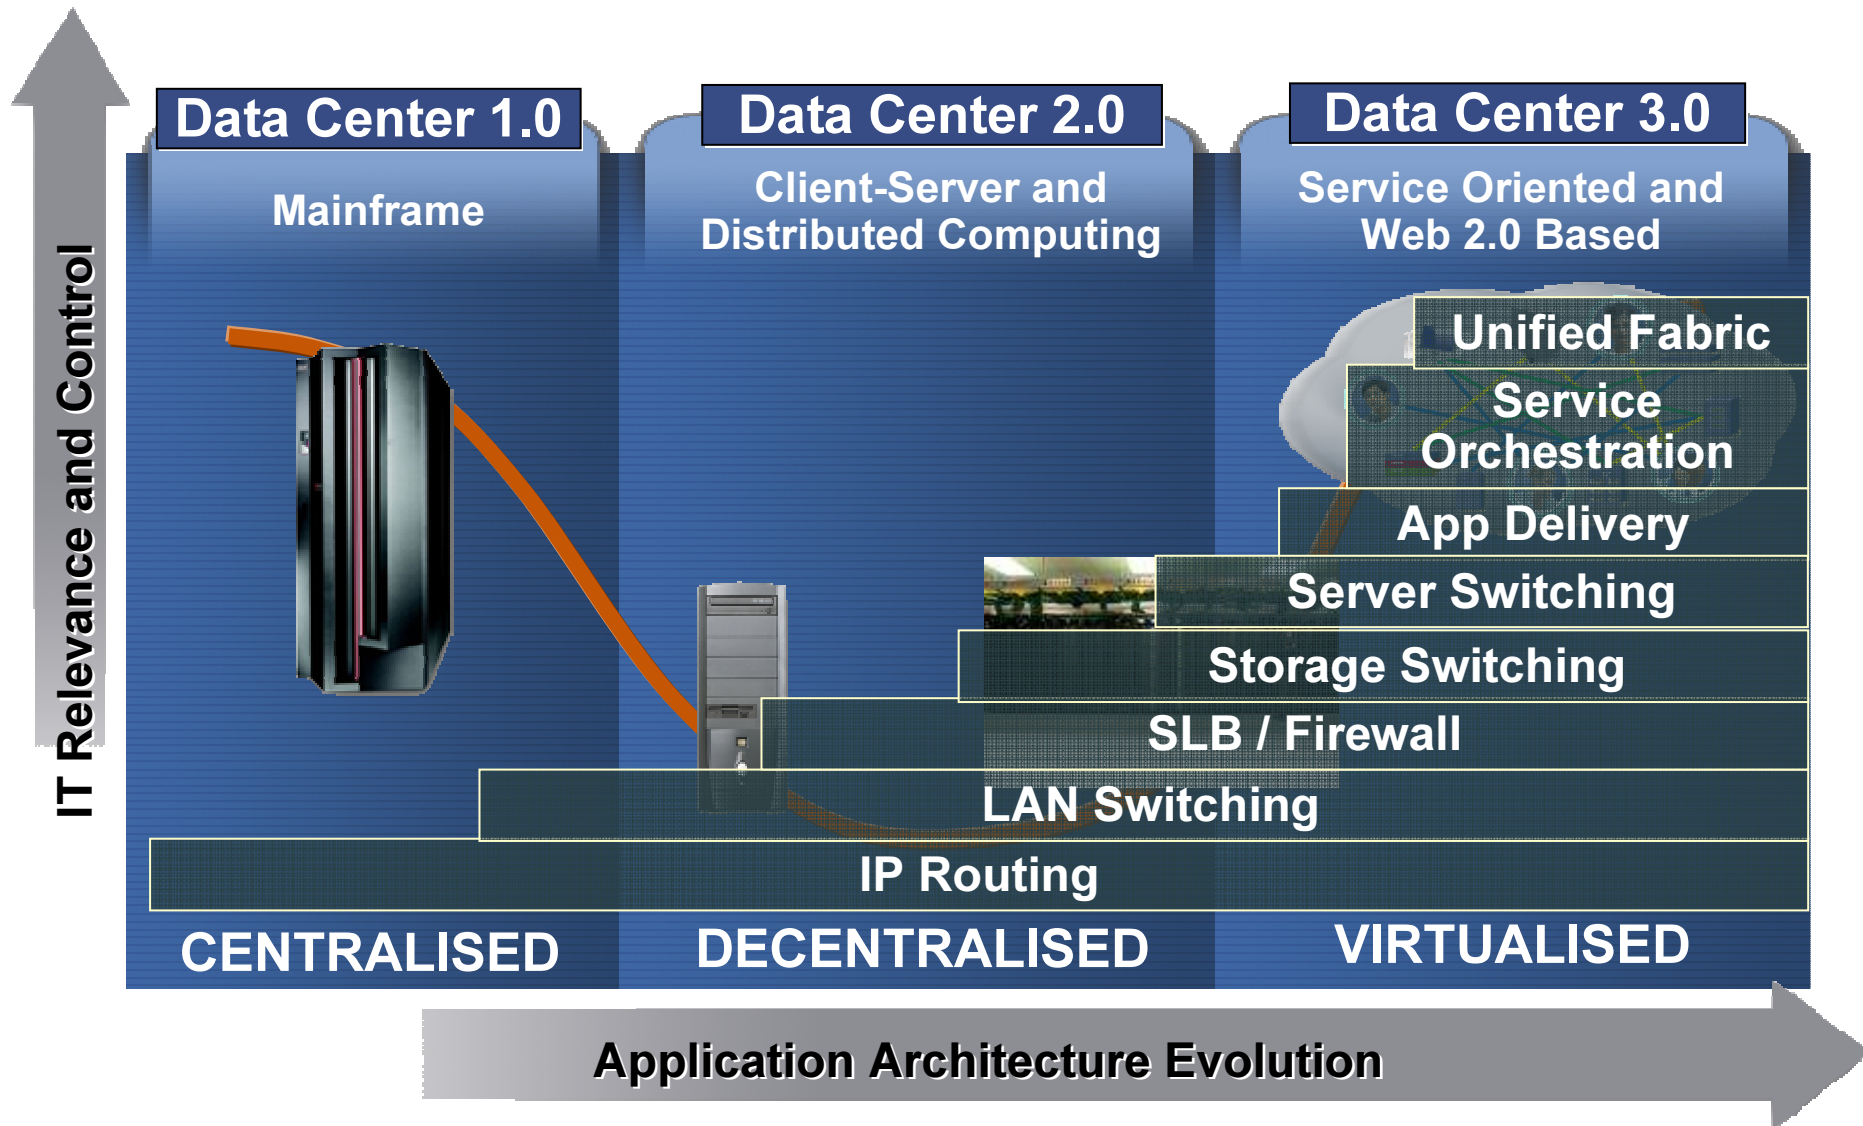 Data Center 1.0
Data Center 2.0
Data Center 3.0
Mainframe
Client-Server and
Distributed Computing
Service Oriented and
Web 2.0 Based
IT Relevance and Control
Unified Fabric
Service
Orchestration
App Delivery
Server Switching
Storage Switching
SLB / Firewall
LAN Switching
IP Routing
CENTRALISED
DECENTRALISED
VIRTUALISED
Application Architecture Evolution